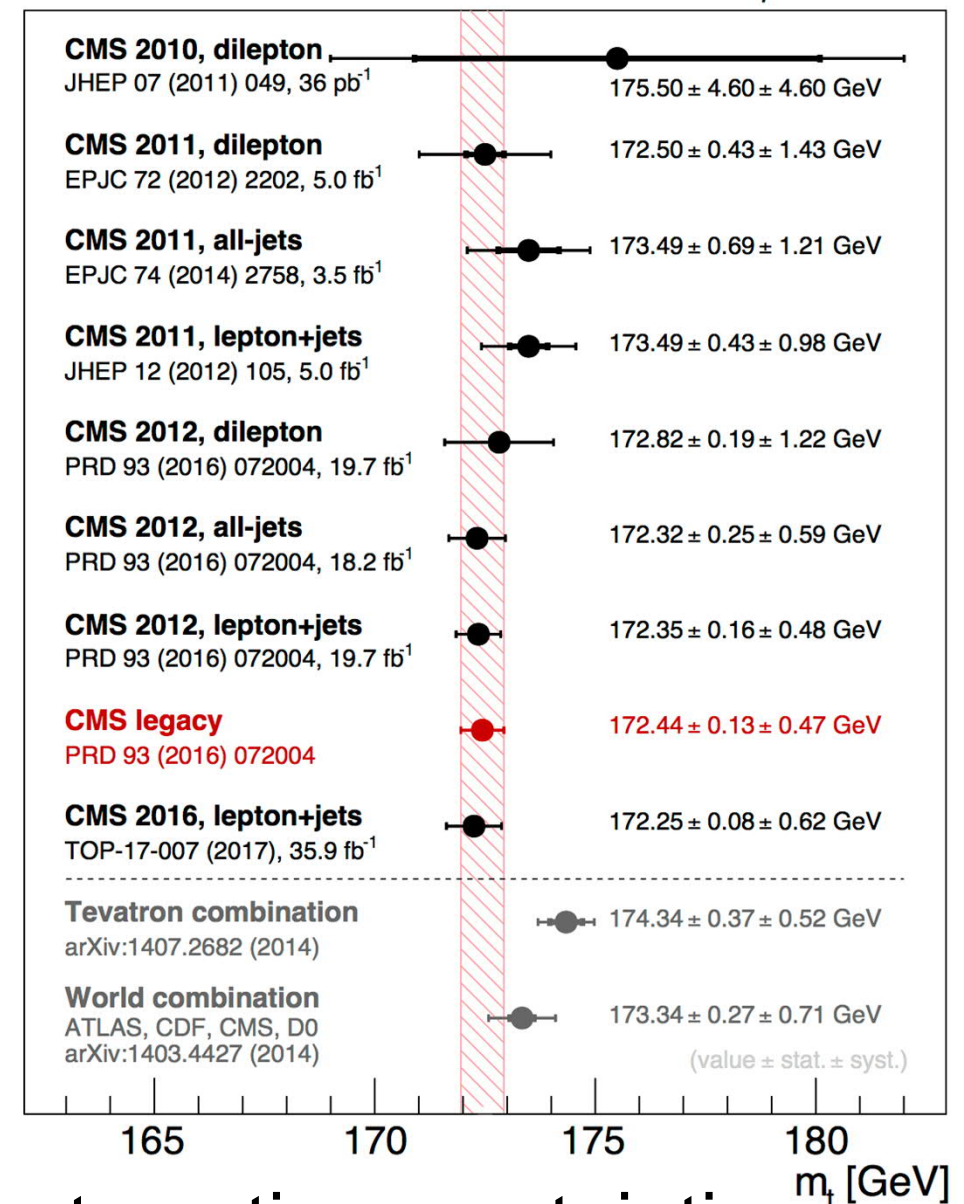 CMS 2010, dilepton
JHEP 07 (2011) 049, 36 pb-1
175.50 ± 4.60 ± 4.60 GeV
CMS 2011, dilepton
EPJC 72 (2012) 2202, 5.0 fb-1
172.50 ± 0.43 ± 1.43 GeV
CMS 2011, all-jets
EPJC 74 (2014) 2758, 3.5 fb-1
173.49 ± 0.69 ± 1.21 GeV
CMS 2011, lepton+jets
JHEP 12 (2012) 105, 5.0 fb-1
173.49 ± 0.43 ± 0.98 GeV
CMS 2012, dilepton
PRD 93 (2016) 072004, 19.7 fb-1
172.82 ± 0.19 ± 1.22 GeV
CMS 2012, all-jets
PRD 93 (2016) 072004, 18.2 fb-1
172.32 ± 0.25 ± 0.59 GeV
CMS 2012, lepton+jets
PRD 93 (2016) 072004, 19.7 fb-1
172.35 ± 0.16 ± 0.48 GeV
CMS legacy
PRD 93 (2016) 072004
172.44 ± 0.13 ± 0.47 GeV
CMS 2016, lepton+jets
TOP-17-007 (2017), 35.9 fb-1
172.25 ± 0.08 ± 0.62 GeV
Tevatron combination
arXiv:1407.2682 (2014)
174.34 ± 0.37 ± 0.52 GeV
World combination
ATLAS, CDF, CMS, D0
arXiv:1403.4427 (2014)
173.34 ± 0.27 ± 0.71 GeV
(value ± stat. ± syst.)
165 170 175 180
mt [GeV]